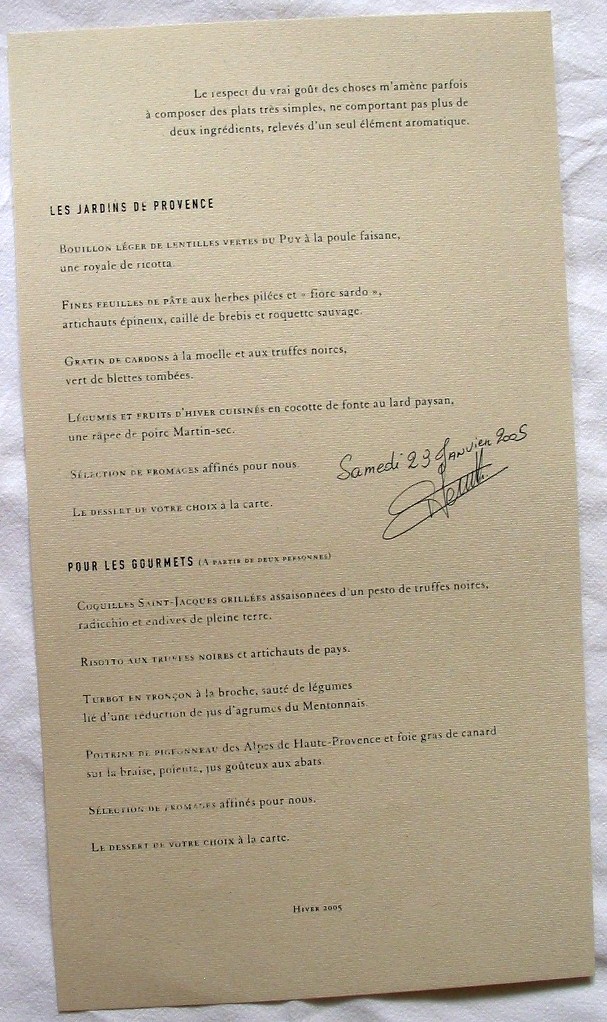 Le respect du vrai goût des choses m'amène parfois
à composer des plats très simples, ne comportant pas plus de
deux ingrédients, relevés d'un seul élément aromatique.
LES JARDINS DE PROVENCE
BOUILLON LÉGER DE LENTILLES VERTES DU PUY à la poule faisane,
une royale de ricotta.
FINES FEUILLES DE PÂTE aux herbes pilées et « fiore sardo »,
artichauts épineux, caillé de brebis et roquette sauvage.
GRATIN DE CARDONS à la moelle et aux truffes noires,
vert de blettes tombées.
LÉGUMES ET FRUITS D'HIVER CUISINÉS en cocotte de fonte au lard paysan,
une râpée de poire Martin-sec.
SÉLECTION DE FROMAGES affinés pour nous.
Samedi 23 Janvier 2005
LE DESSERT DE VOTRE CHOIX à la carte.
POUR LES GOURMETS (A PARTIR DE DEUX PERSONNES)
COQUILLES SAINT-JACQUES GRILLÉES assaisonnées d'un pesto de truffes noires,
radicchio et endives de pleine terre.
RISOTTO AUX TRUFFES NOIRES et artichauts de pays.
TURBOT EN TRONÇON à la broche, sauté de légumes
lié d'une réduction de jus d'agrumes du Mentonnais.
POITRINE DE PIGEONNEAU des Alpes de Haute-Provence et foie gras de canard
sur la braise, polente, jus goûteux aux abats.
SÉLECTION DE FROMAGES affinés pour nous.
LE DESSERT DE VOTRE CHOIX à la carte.
HIVER 2005